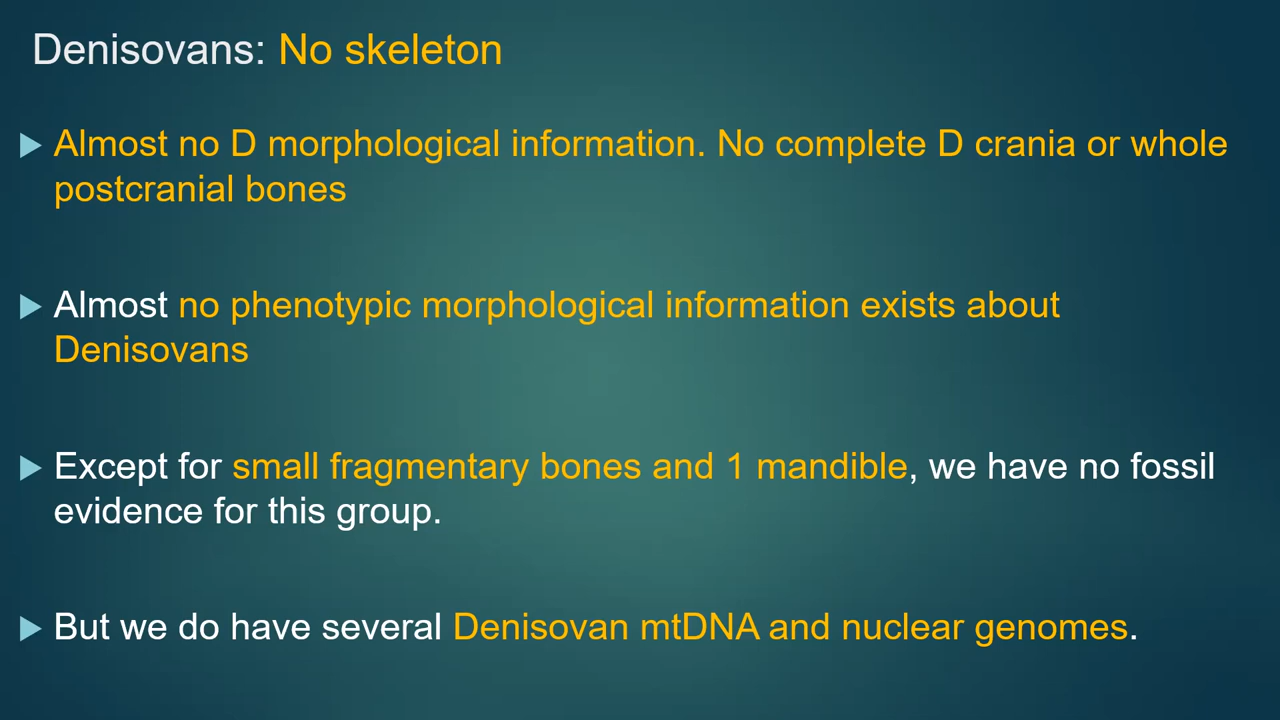 Denisovans: No skeleton
Almost no D morphological information. No complete D crania or whole
postcranial bones
Almost no phenotypic morphological information exists about
Denisovans
Except for small fragmentary bones and 1 mandible, we have no fossil
evidence for this group.
But we do have several Denisovan mtDNA and nuclear genomes.